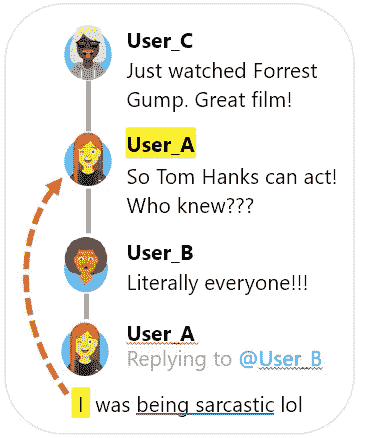 User_C
Just watched Forrest
Gump. Great film!
User_A
So Tom Hanks can act!
Who knew???
User_B
Literally everyone!!!
User_A
Replying to @User_B
I was being sarcastic lol